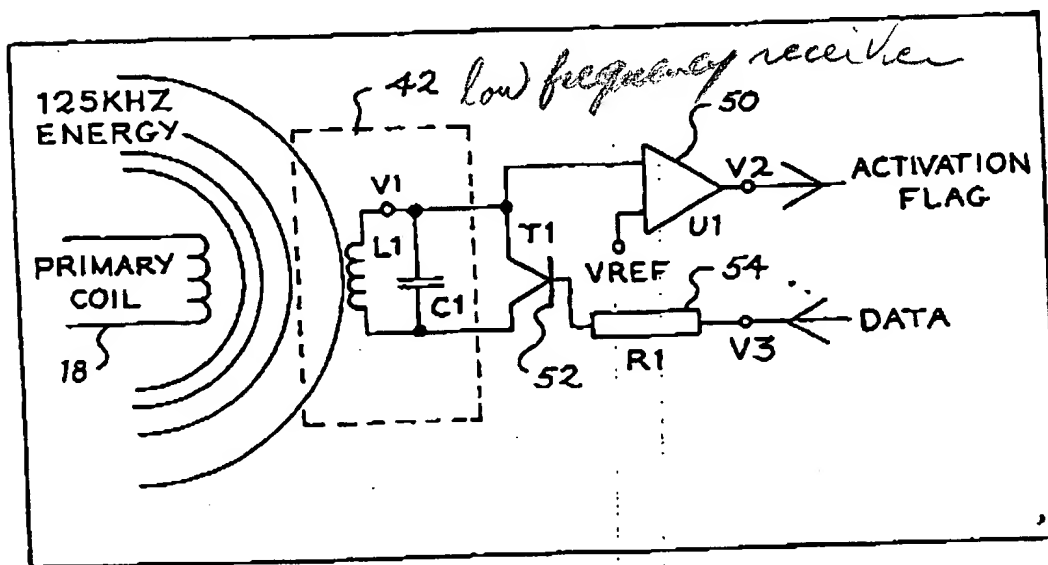 low frequency receiver
125KHZ
ENERGY
42
50
V1
V2
ACTIVATION
FLAG
L1
T1
U1
PRIMARY
COIL
C1
VREF
54
DATA
18
52
R1
V3